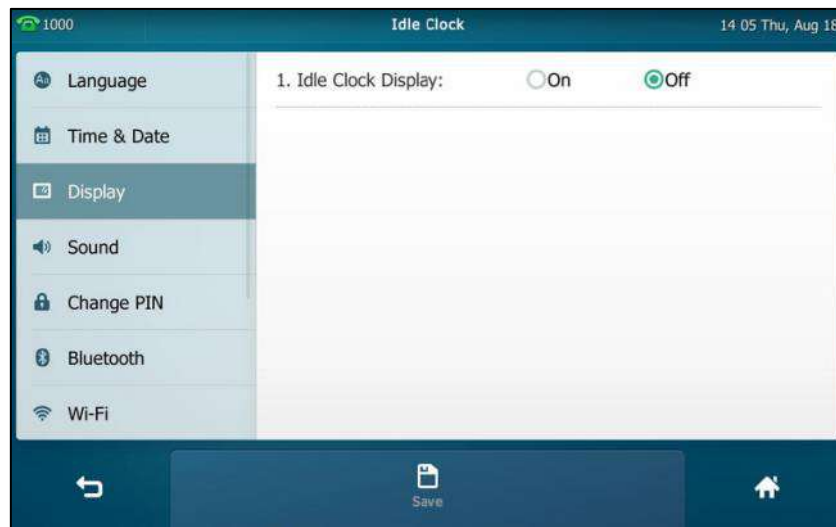 1000
Idle Clock
14 05 Thu, Aug 18
Language
Time & Date
Display
Sound
Change PIN
Bluetooth
Wi-Fi
1. Idle Clock Display: On Off
Save